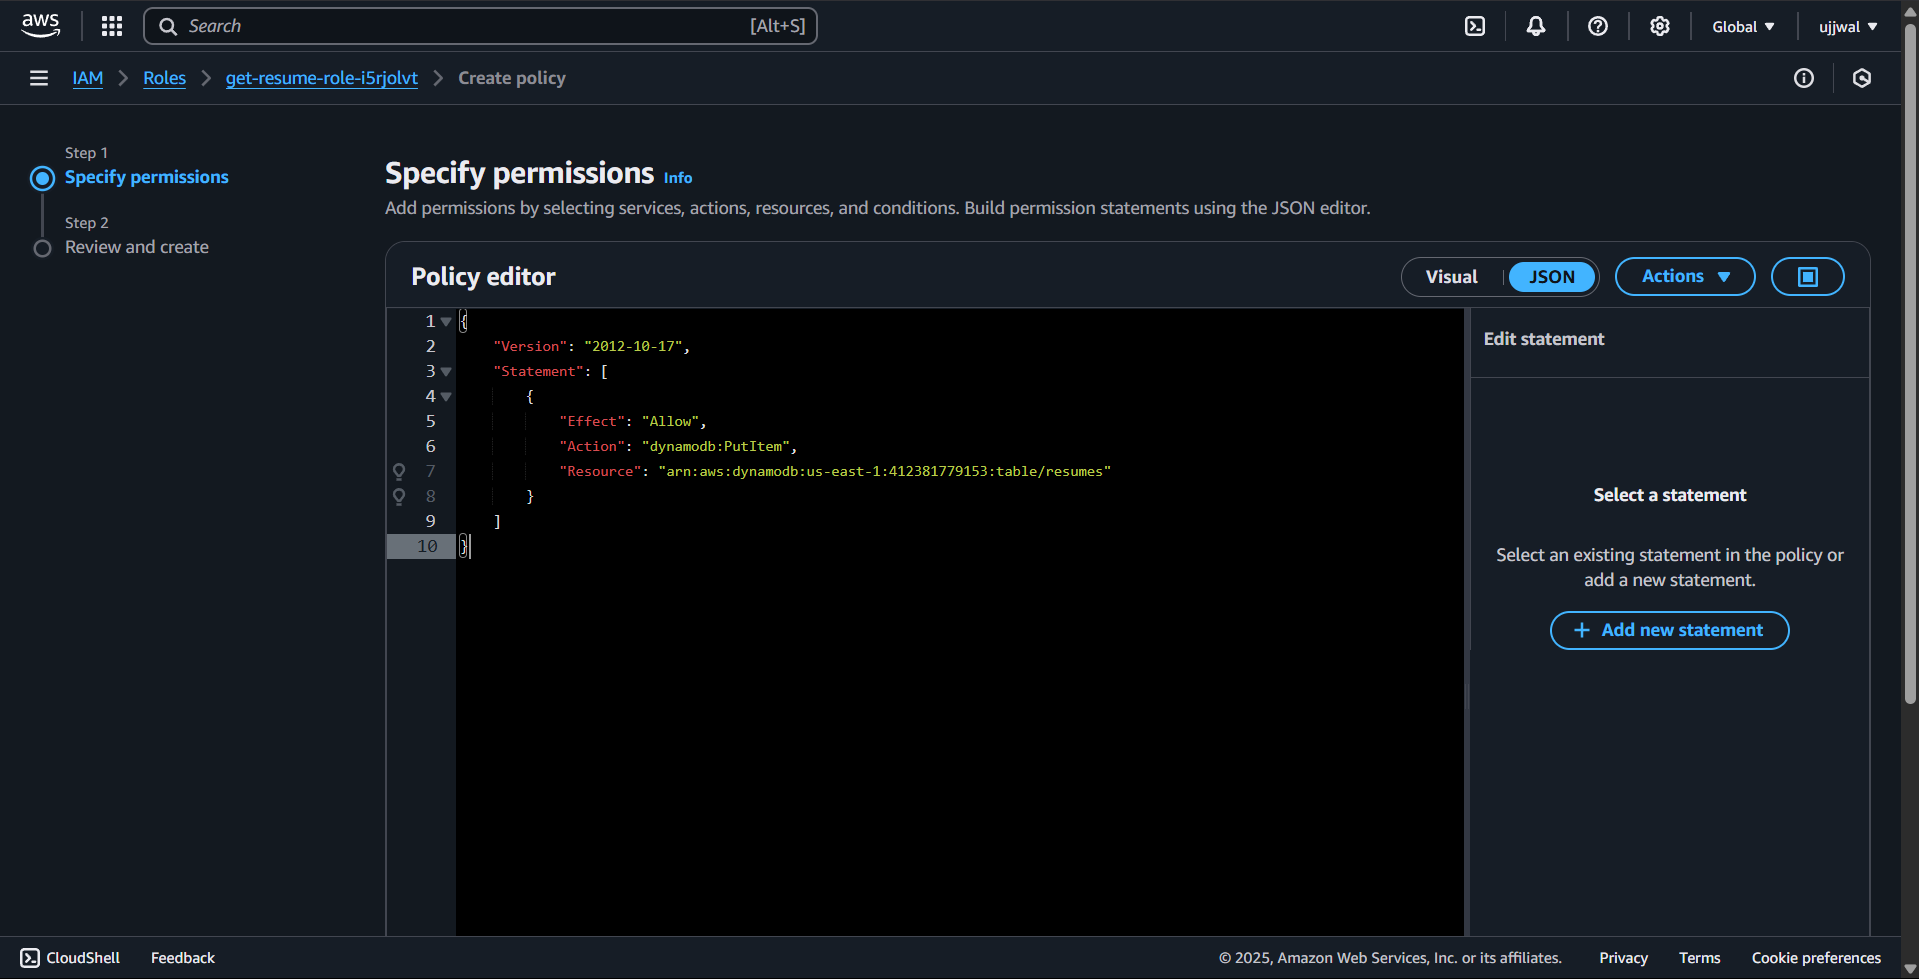 aws
Search [Alt+S]
Global
ujjwal
IAM
Roles
get-resume-role-i5rjolvt
Create policy
Step 1
Specify permissions
Step 2
Review and create
Specify permissions Info
Add permissions by selecting services, actions, resources, and conditions. Build permission statements using the JSON editor.
Policy editor
Visual
JSON
Actions
1 {
2 "Version": "2012-10-17",
3 "Statement": [
4 {
5 "Effect": "Allow",
6 "Action": "dynamodb:PutItem",
7 "Resource": "arn:aws:dynamodb:us-east-1:412381779153:table/resumes"
8 }
9 ]
10 }
Edit statement
Select a statement
Select an existing statement in the policy or
add a new statement.
+ Add new statement
CloudShell
Feedback
© 2025, Amazon Web Services, Inc. or its affiliates.
Privacy
Terms
Cookie preferences